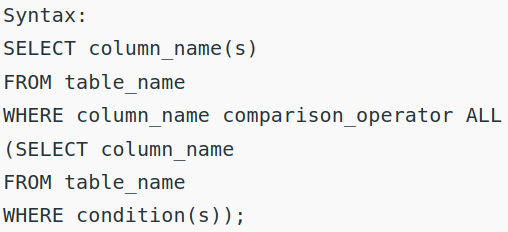 Syntax:
SELECT column_name(s)
FROM table_name
WHERE column_name comparison_operator ALL
(SELECT column_name
FROM table_name
WHERE condition(s));